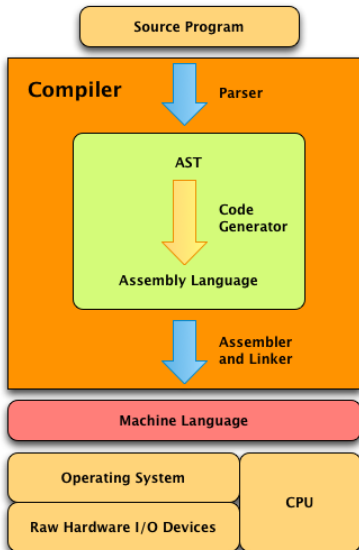 Source Program
Compiler
Parser
AST
Code
Generator
Assembly Language
Assembler
and Linker
Machine Language
Operating System
CPU
Raw Hardware I/O Devices